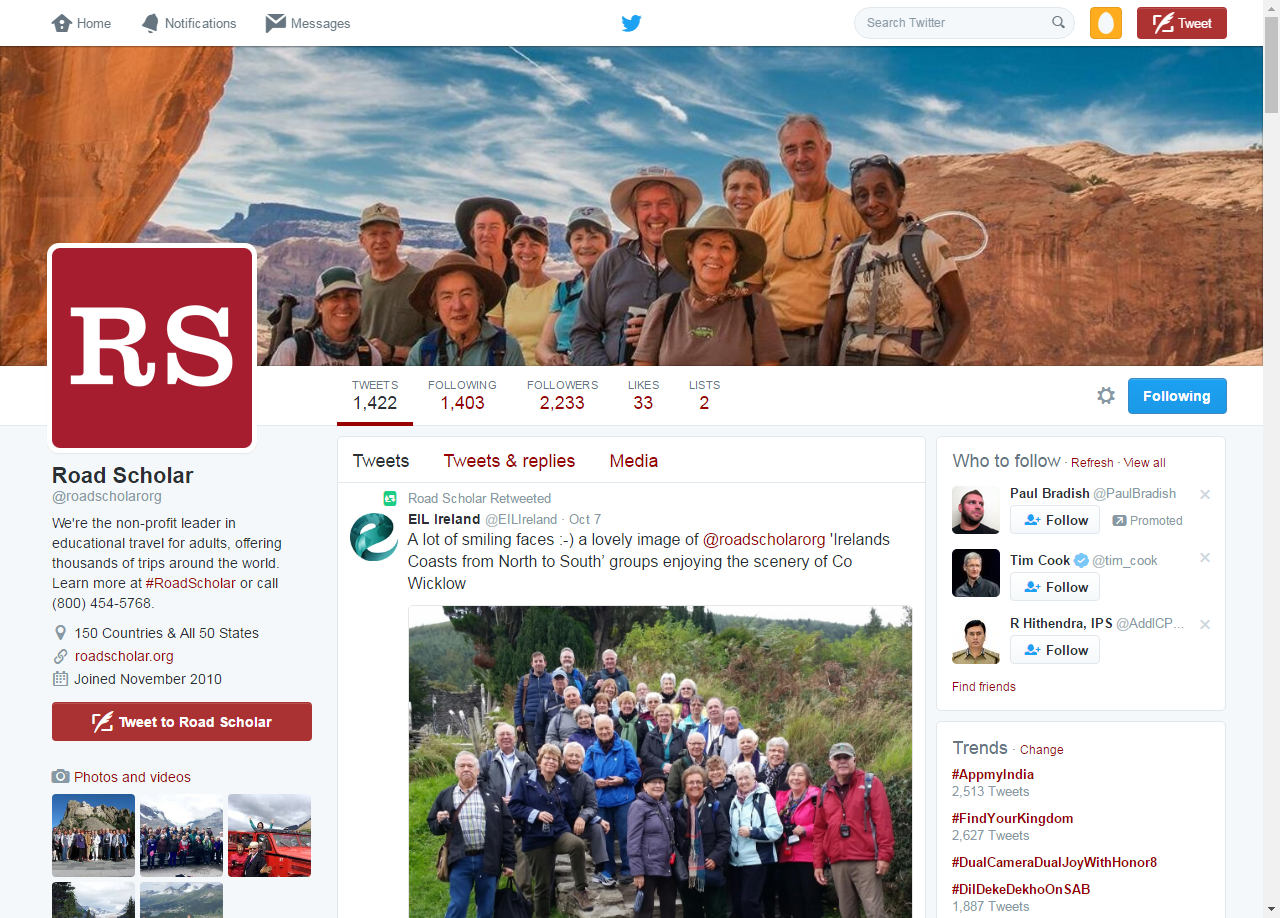 Home
Notifications
Messages
Search Twitter
Tweet
RS
TWEETS
1,422
FOLLOWING
1,403
FOLLOWERS
2,233
LIKES
33
LISTS
2
Following
Road Scholar
@roadscholarorg
We're the non-profit leader in
educational travel for adults, offering
thousands of trips around the world.
Learn more at #RoadScholar or call
(800) 454-5768.
150 Countries & All 50 States
roadscholar.org
Joined November 2010
Tweet to Road Scholar
Photos and videos
Tweets
Tweets & replies
Media
Road Scholar Retweeted
EIL Ireland @EILIreland · Oct 7
A lot of smiling faces :-) a lovely image of @roadscholarorg 'Irelands
Coasts from North to South' groups enjoying the scenery of Co
Wicklow
Who to follow · Refresh · View all
Paul Bradish @PaulBradish
Follow
Promoted
Tim Cook @tim_cook
Follow
R Hithendra, IPS @AddlCP...
Follow
Find friends
Trends · Change
#AppmyIndia
2,513 Tweets
#FindYourKingdom
2,627 Tweets
#DualCameraDualJoyWithHonor8
#DilDekeDekhoOnSAB
1,887 Tweets